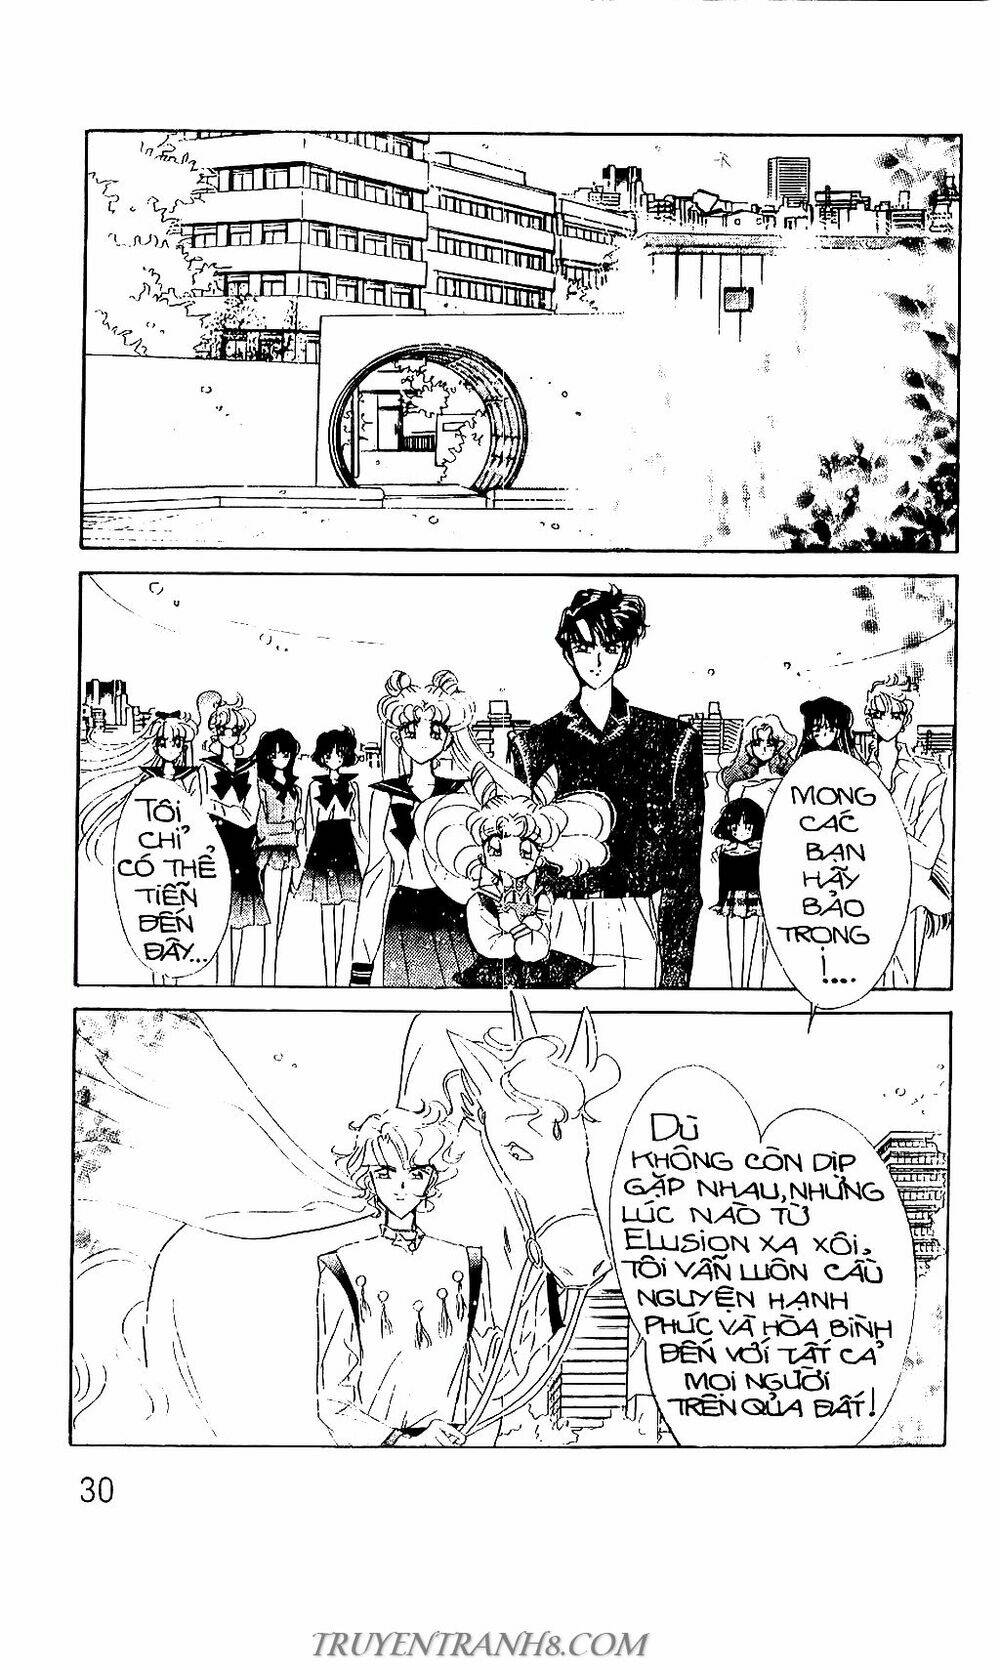 TÔI
CHỈ
CÓ THỂ
TIỄN
ĐẾN
ĐÂY...
MONG
CÁC
BẠN
HÃY
BẢO
TRỌNG
!....
DÙ
KHÔNG CÒN DỊP
GẶP NHAU, NHƯNG
LÚC NÀO TỪ
ELUSION XA XÔI,
TÔI VẪN LUÔN CẦU
NGUYỆN HẠNH
PHÚC VÀ HÒA BÌNH
ĐẾN VỚI TẤT CẢ
MỌI NGƯỜI
TRÊN QỦA ĐẤT!
30
TRUYENTRANH8.COM